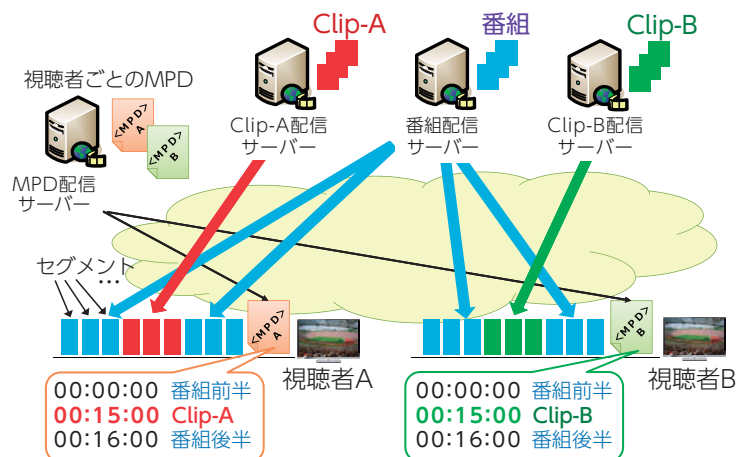 Clip-A
番組
Clip-B
視聴者ごとのMPD
<MPD>
A
<MPD>
B
Clip-A配信
サーバー
番組配信
サーバー
Clip-B配信
サーバー
MPD配信
サーバー
セグメント
…
<MPD>
A
視聴者A
<MPD>
B
視聴者B
00:00:00 番組前半
00:15:00 Clip-A
00:16:00 番組後半
00:00:00 番組前半
00:15:00 Clip-B
00:16:00 番組後半